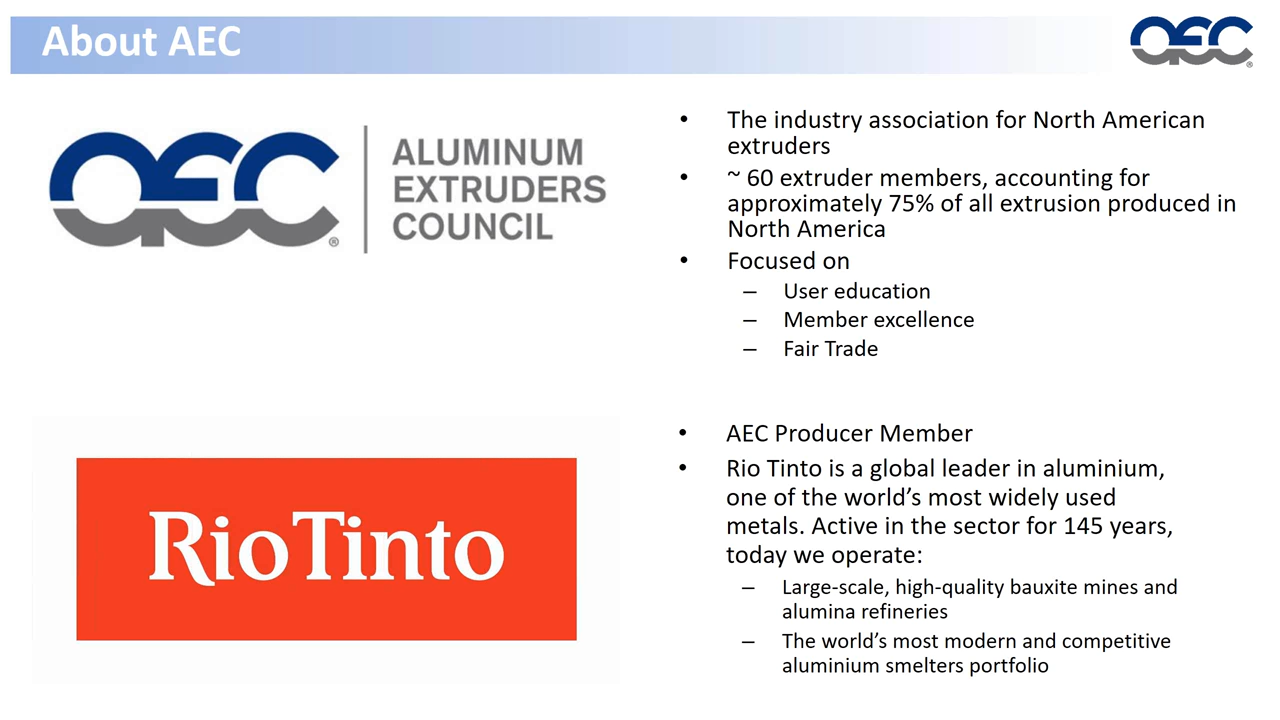 About AEC
AEC®
AEC®
ALUMINUM
EXTRUDERS
COUNCIL
• The industry association for North American
extruders
• ~ 60 extruder members, accounting for
approximately 75% of all extrusion produced in
North America
• Focused on
– User education
– Member excellence
– Fair Trade
RioTinto
• AEC Producer Member
• Rio Tinto is a global leader in aluminium,
one of the world’s most widely used
metals. Active in the sector for 145 years,
today we operate:
– Large-scale, high-quality bauxite mines and
alumina refineries
– The world’s most modern and competitive
aluminium smelters portfolio